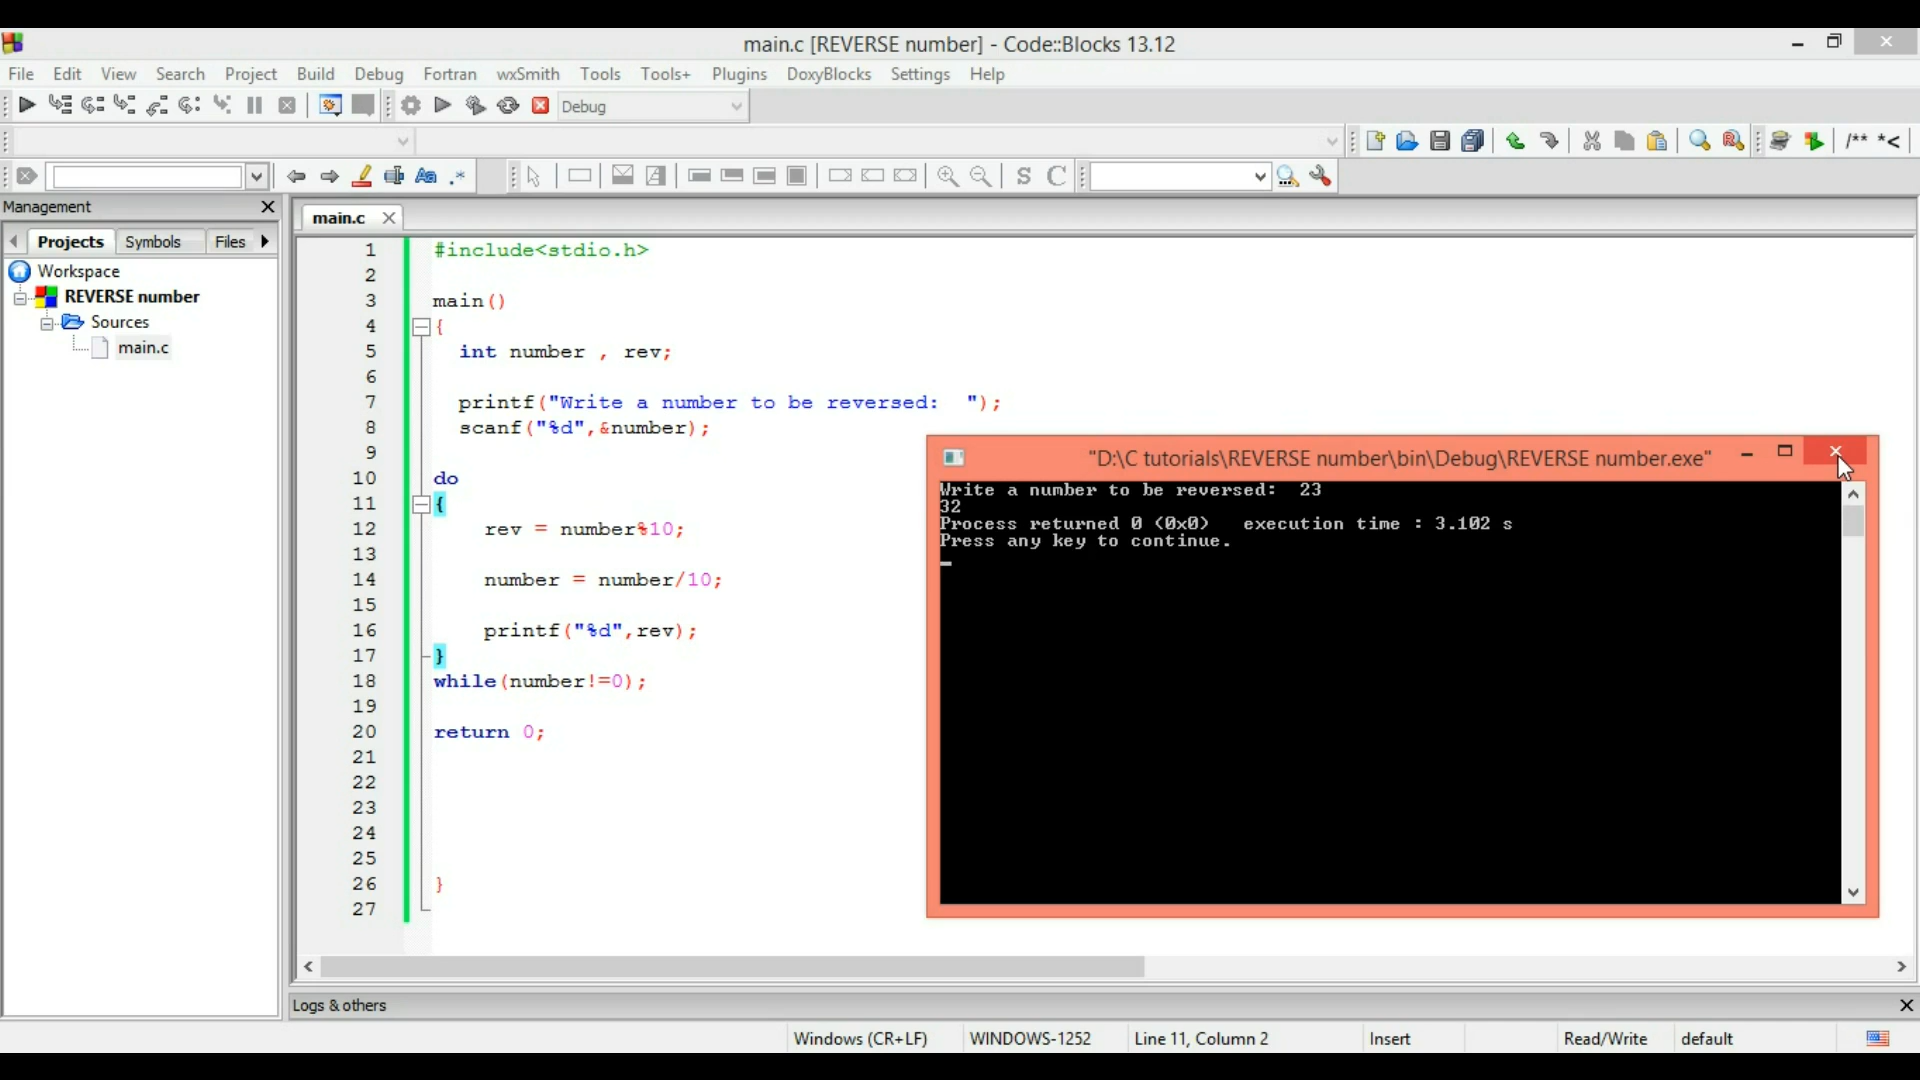 main.c [REVERSE number] - Code::Blocks 13.12
File Edit View Search Project Build Debug Fortran wxSmith Tools Tools+ Plugins DoxyBlocks Settings Help
Debug
/** *<
Aa .* S C
Management
main.c
Projects Symbols Files
Workspace
REVERSE number
Sources
main.c
1 #include<stdio.h>
2
3 main()
4 {
5 int number , rev;
6
7 printf("Write a number to be reversed:  ");
8 scanf("%d",&number);
9
10 do
11 {
12 rev = number%10;
13
14 number = number/10;
15
16 printf("%d",rev);
17 }
18 while(number!=0);
19
20 return 0;
21
22
23
24
25
26 }
27
"D:\C tutorials\REVERSE number\bin\Debug\REVERSE number.exe"
Write a number to be reversed:  23
32
Process returned 0 (0x0)   execution time : 3.102 s
Press any key to continue.
Logs & others
Windows (CR+LF) WINDOWS-1252 Line 11, Column 2 Insert Read/Write default